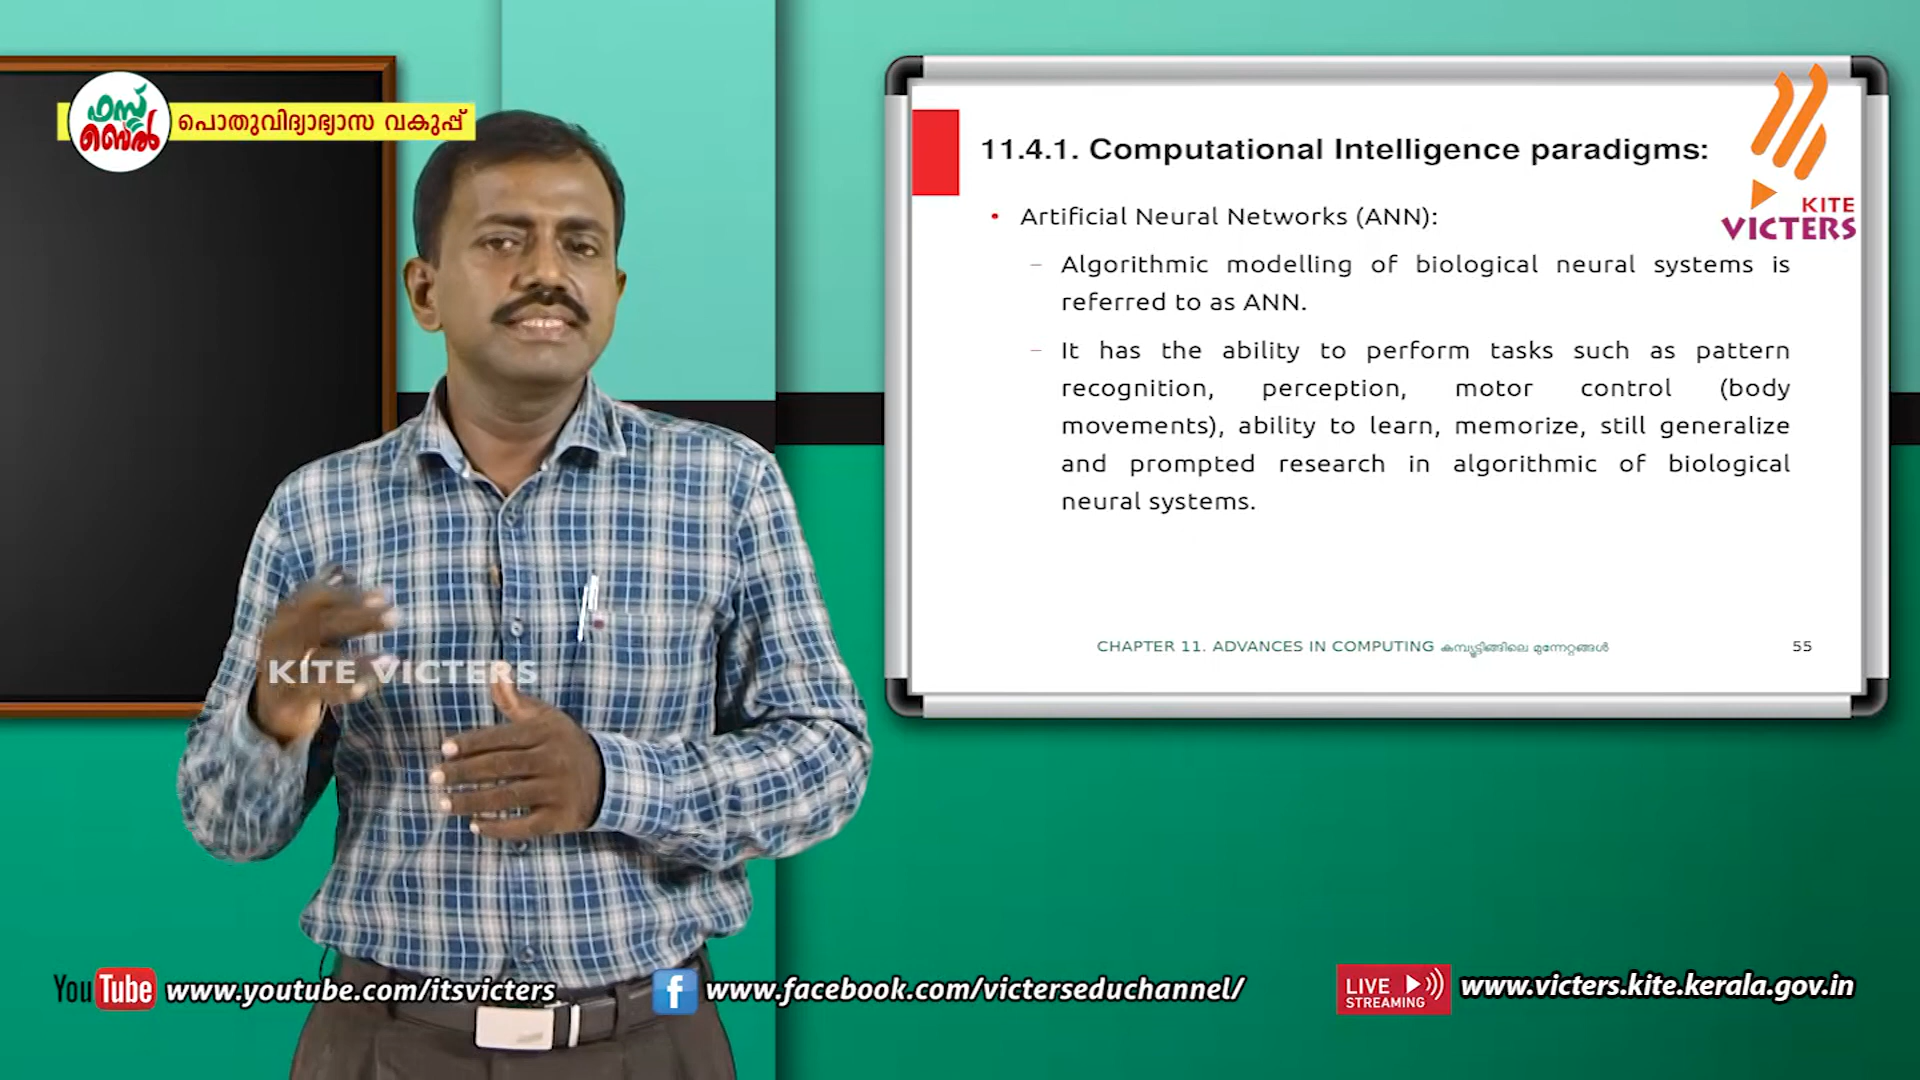 ഫസ്റ്റ്
ബെൽ
പൊതുവിദ്യാഭ്യാസ വകുപ്പ്
11.4.1. Computational Intelligence paradigms:
KITE
VICTERS
• Artificial Neural Networks (ANN):
– Algorithmic modelling of biological neural systems is
referred to as ANN.
– It has the ability to perform tasks such as pattern
recognition, perception, motor control (body
movements), ability to learn, memorize, still generalize
and prompted research in algorithmic of biological
neural systems.
CHAPTER 11. ADVANCES IN COMPUTING കമ്പ്യൂട്ടിങ്ങിലെ മുന്നേറ്റങ്ങൾ
55
KITE VICTERS
YouTube www.youtube.com/itsvicters
f www.facebook.com/victerseduchannel/
LIVE
STREAMING
www.victers.kite.kerala.gov.in